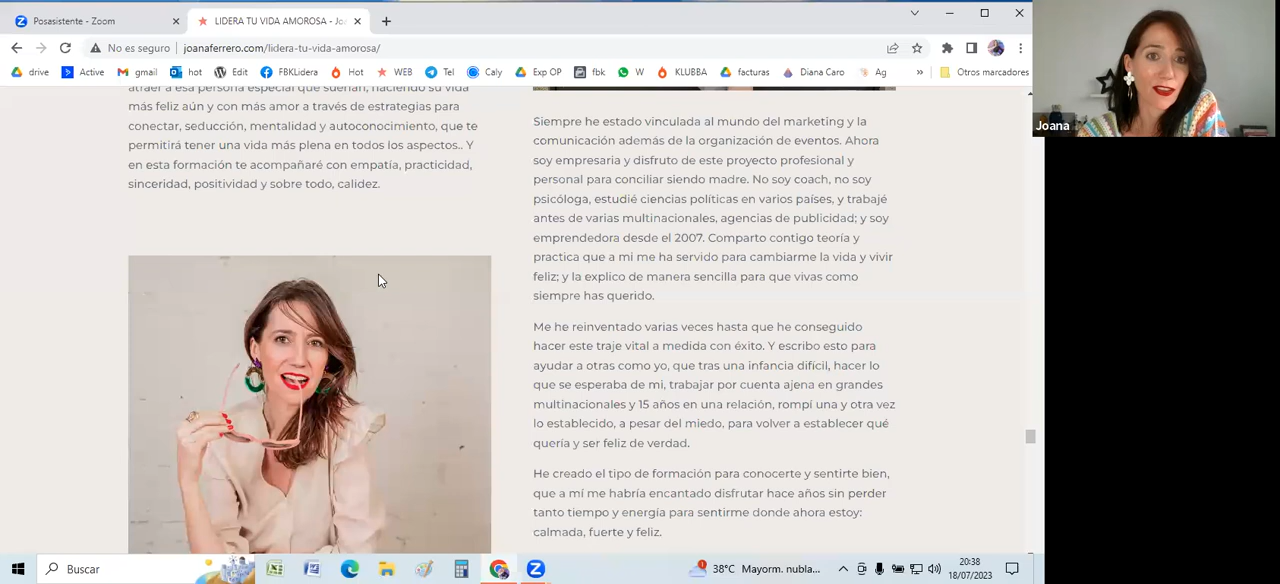 Posasistente - Zoom
LIDERA TU VIDA AMOROSA - Joa
No es seguro
joanaferrero.com/lidera-tu-vida-amorosa/
drive
Active
gmail
hot
Edit
FBKLidera
Hot
WEB
Tel
Caly
Exp OP
fbk
W
KLUBBA
facturas
Diana Caro
Ag
»
Otros marcadores
Joana
atraer a esa persona especial que sueñan, haciendo su vida
más feliz aún y con más amor a través de estrategias para
conectar, seducción, mentalidad y autoconocimiento, que te
permitirá tener una vida más plena en todos los aspectos.. Y
en esta formación te acompañaré con empatía, practicidad,
sinceridad, positividad y sobre todo, calidez.
Siempre he estado vinculada al mundo del marketing y la
comunicación además de la organización de eventos. Ahora
soy empresaria y disfruto de este proyecto profesional y
personal para conciliar siendo madre. No soy coach, no soy
psicóloga, estudié ciencias políticas en varios países, y trabajé
antes de varias multinacionales, agencias de publicidad; y soy
emprendedora desde el 2007. Comparto contigo teoría y
practica que a mi me ha servido para cambiarme la vida y vivir
feliz; y la explico de manera sencilla para que vivas como
siempre has querido.
Me he reinventado varias veces hasta que he conseguido
hacer este traje vital a medida con éxito. Y escribo esto para
ayudar a otras como yo, que tras una infancia difícil, hacer lo
que se esperaba de mi, trabajar por cuenta ajena en grandes
multinacionales y 15 años en una relación, rompí una y otra vez
lo establecido, a pesar del miedo, para volver a establecer qué
quería y ser feliz de verdad.
He creado el tipo de formación para conocerte y sentirte bien,
que a mí me habría encantado disfrutar hace años sin perder
tanto tiempo y energía para sentirme donde ahora estoy:
calmada, fuerte y feliz.
Buscar
38°C Mayorm. nubla...
20:38
18/07/2023